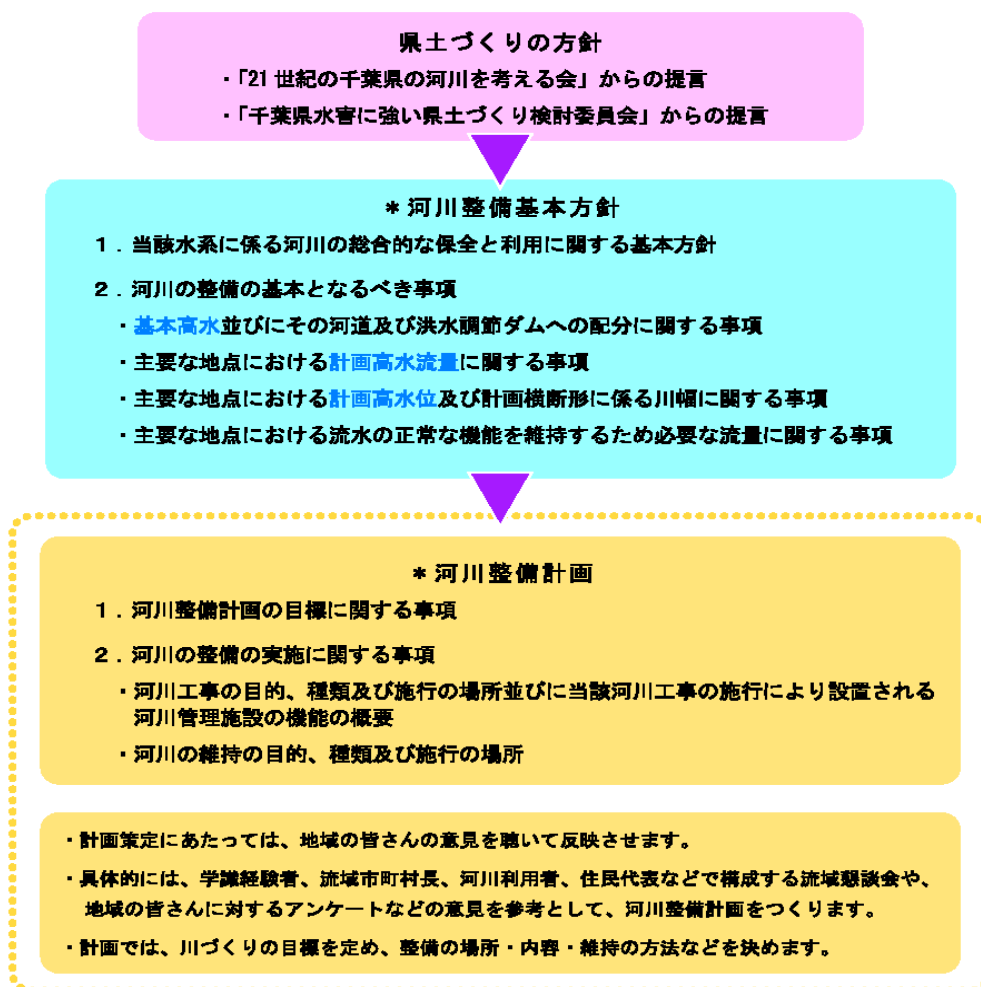 県土づくりの方針
・「21世紀の千葉県の河川を考える会」からの提言
・「千葉県水害に強い県土づくり検討委員会」からの提言
＊河川整備基本方針
１．当該水系に係る河川の総合的な保全と利用に関する基本方針
２．河川の整備の基本となるべき事項
・基本高水並びにその河道及び洪水調節ダムへの配分に関する事項
・主要な地点における計画高水流量に関する事項
・主要な地点における計画高水位及び計画横断形に係る川幅に関する事項
・主要な地点における流水の正常な機能を維持するため必要な流量に関する事項
＊河川整備計画
１．河川整備計画の目標に関する事項
２．河川の整備の実施に関する事項
・河川工事の目的、種類及び施行の場所並びに当該河川工事の施行により設置される
河川管理施設の機能の概要
・河川の維持の目的、種類及び施行の場所
・計画策定にあたっては、地域の皆さんの意見を聴いて反映させます。
・具体的には、学識経験者、流域市町村長、河川利用者、住民代表などで構成する流域懇談会や、
地域の皆さんに対するアンケートなどの意見を参考として、河川整備計画をつくります。
・計画では、川づくりの目標を定め、整備の場所・内容・維持の方法などを決めます。